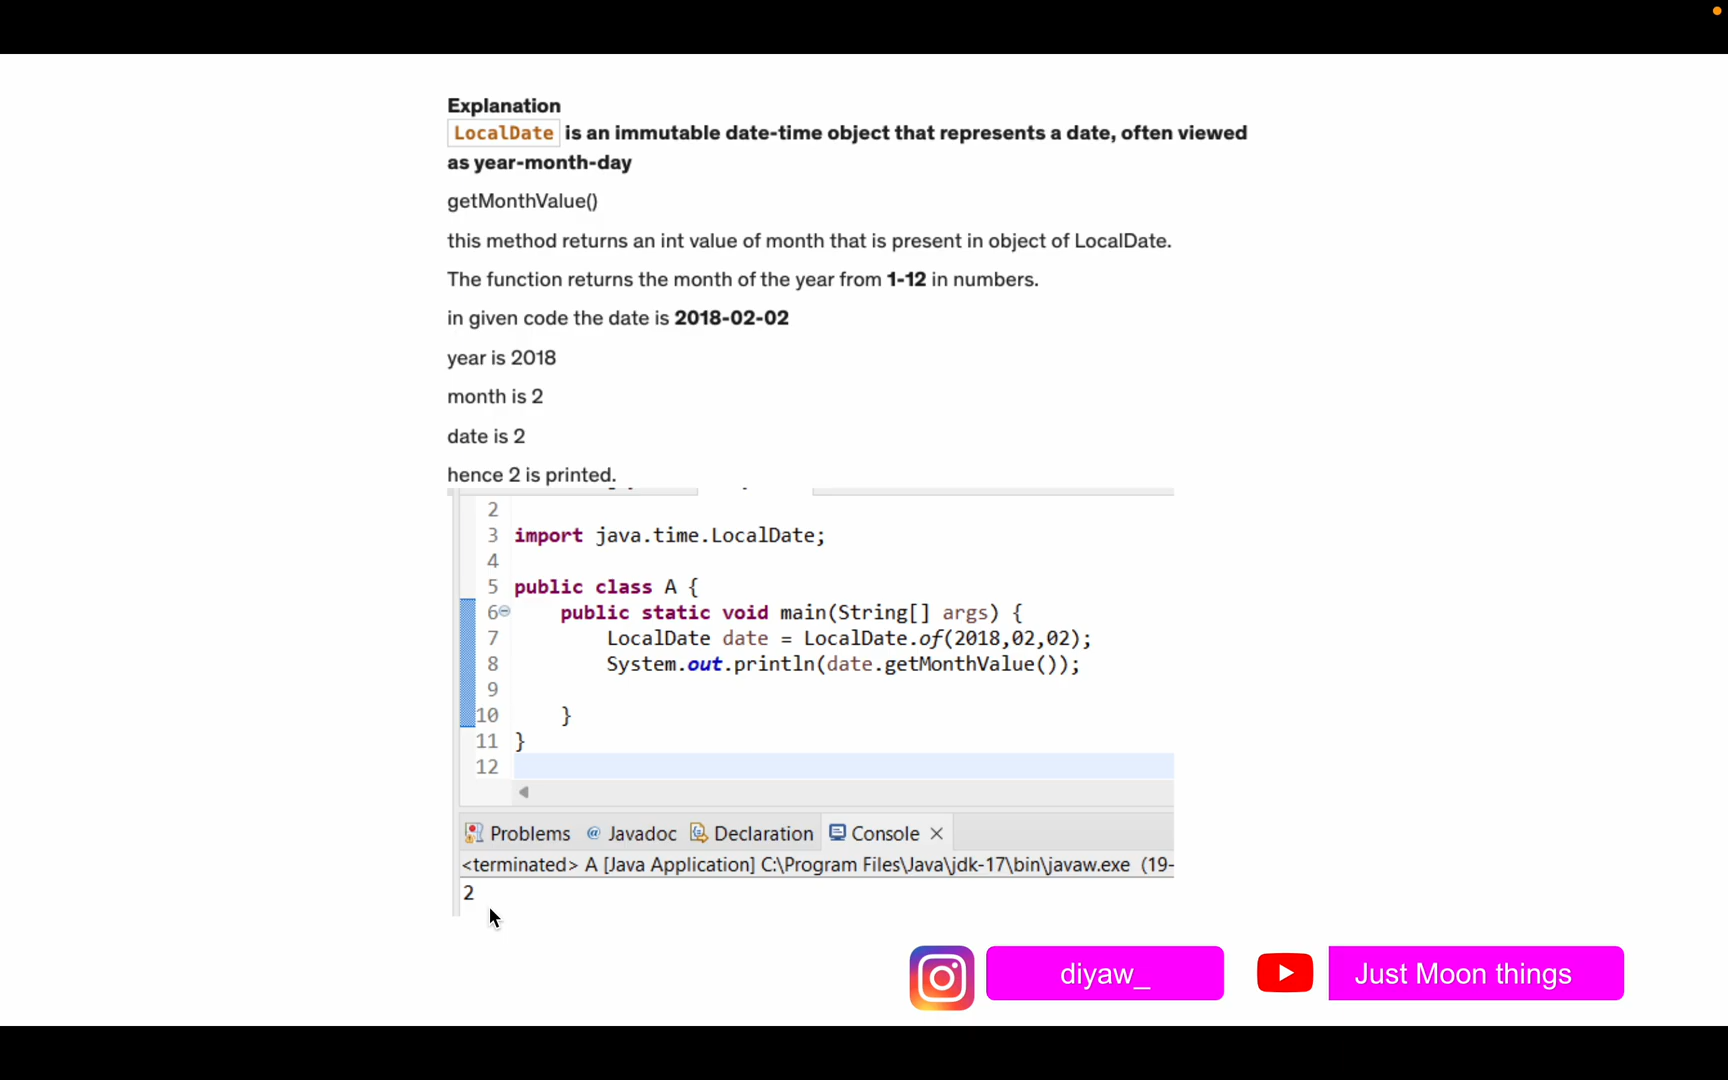 Explanation
LocalDate is an immutable date-time object that represents a date, often viewed
as year-month-day
getMonthValue()
this method returns an int value of month that is present in object of LocalDate.
The function returns the month of the year from 1-12 in numbers.
in given code the date is 2018-02-02
year is 2018
month is 2
date is 2
hence 2 is printed.
2
3 import java.time.LocalDate;
4
5 public class A {
6 public static void main(String[] args) {
7 LocalDate date = LocalDate.of(2018,02,02);
8 System.out.println(date.getMonthValue());
9
10 }
11 }
12
Problems @ Javadoc Declaration Console
<terminated> A [Java Application] C:\Program Files\Java\jdk-17\bin\javaw.exe (19-
2
diyaw_ Just Moon things